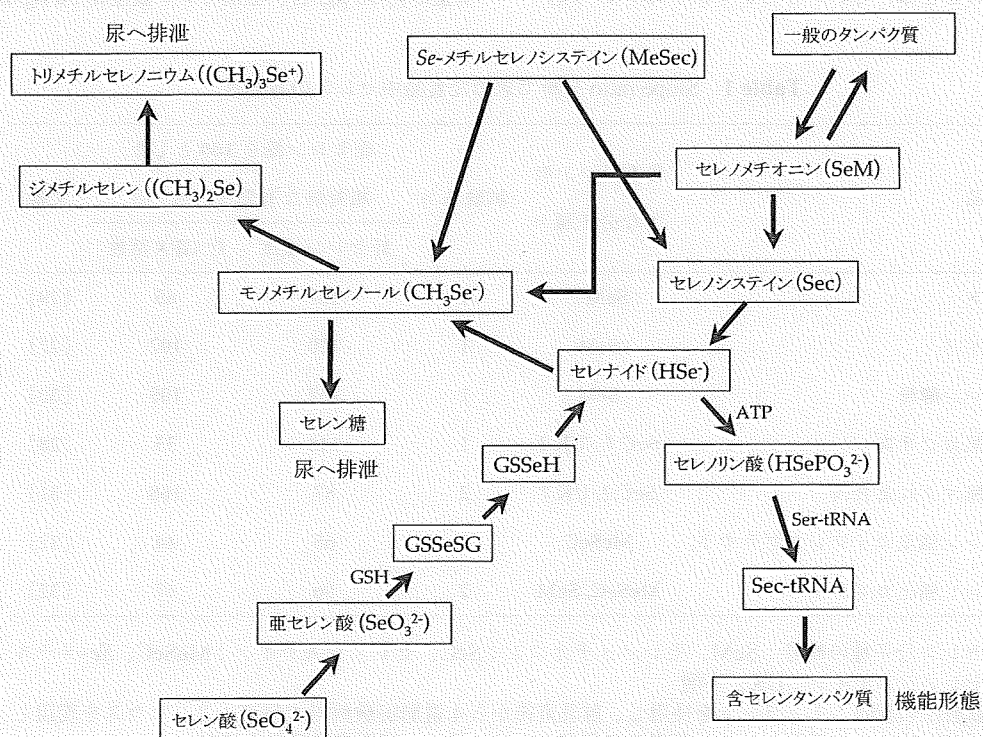 尿へ排泄
トリメチルセレノニウム((CH₃)₃Se⁺)
Se-メチルセレノシステイン(MeSec)
一般のタンパク質
ジメチルセレン((CH₃)₂Se)
セレノメチオニン(SeM)
モノメチルセレノール(CH₃Se⁻)
セレノシステイン(Sec)
セレナイド(HSe⁻)
ATP
セレン糖
尿へ排泄
GSSeH
セレノリン酸(HSePO₃²⁻)
Ser-tRNA
GSSeSG
GSH
Sec-tRNA
亜セレン酸(SeO₃²⁻)
セレン酸(SeO₄²⁻)
含セレンタンパク質 機能形態